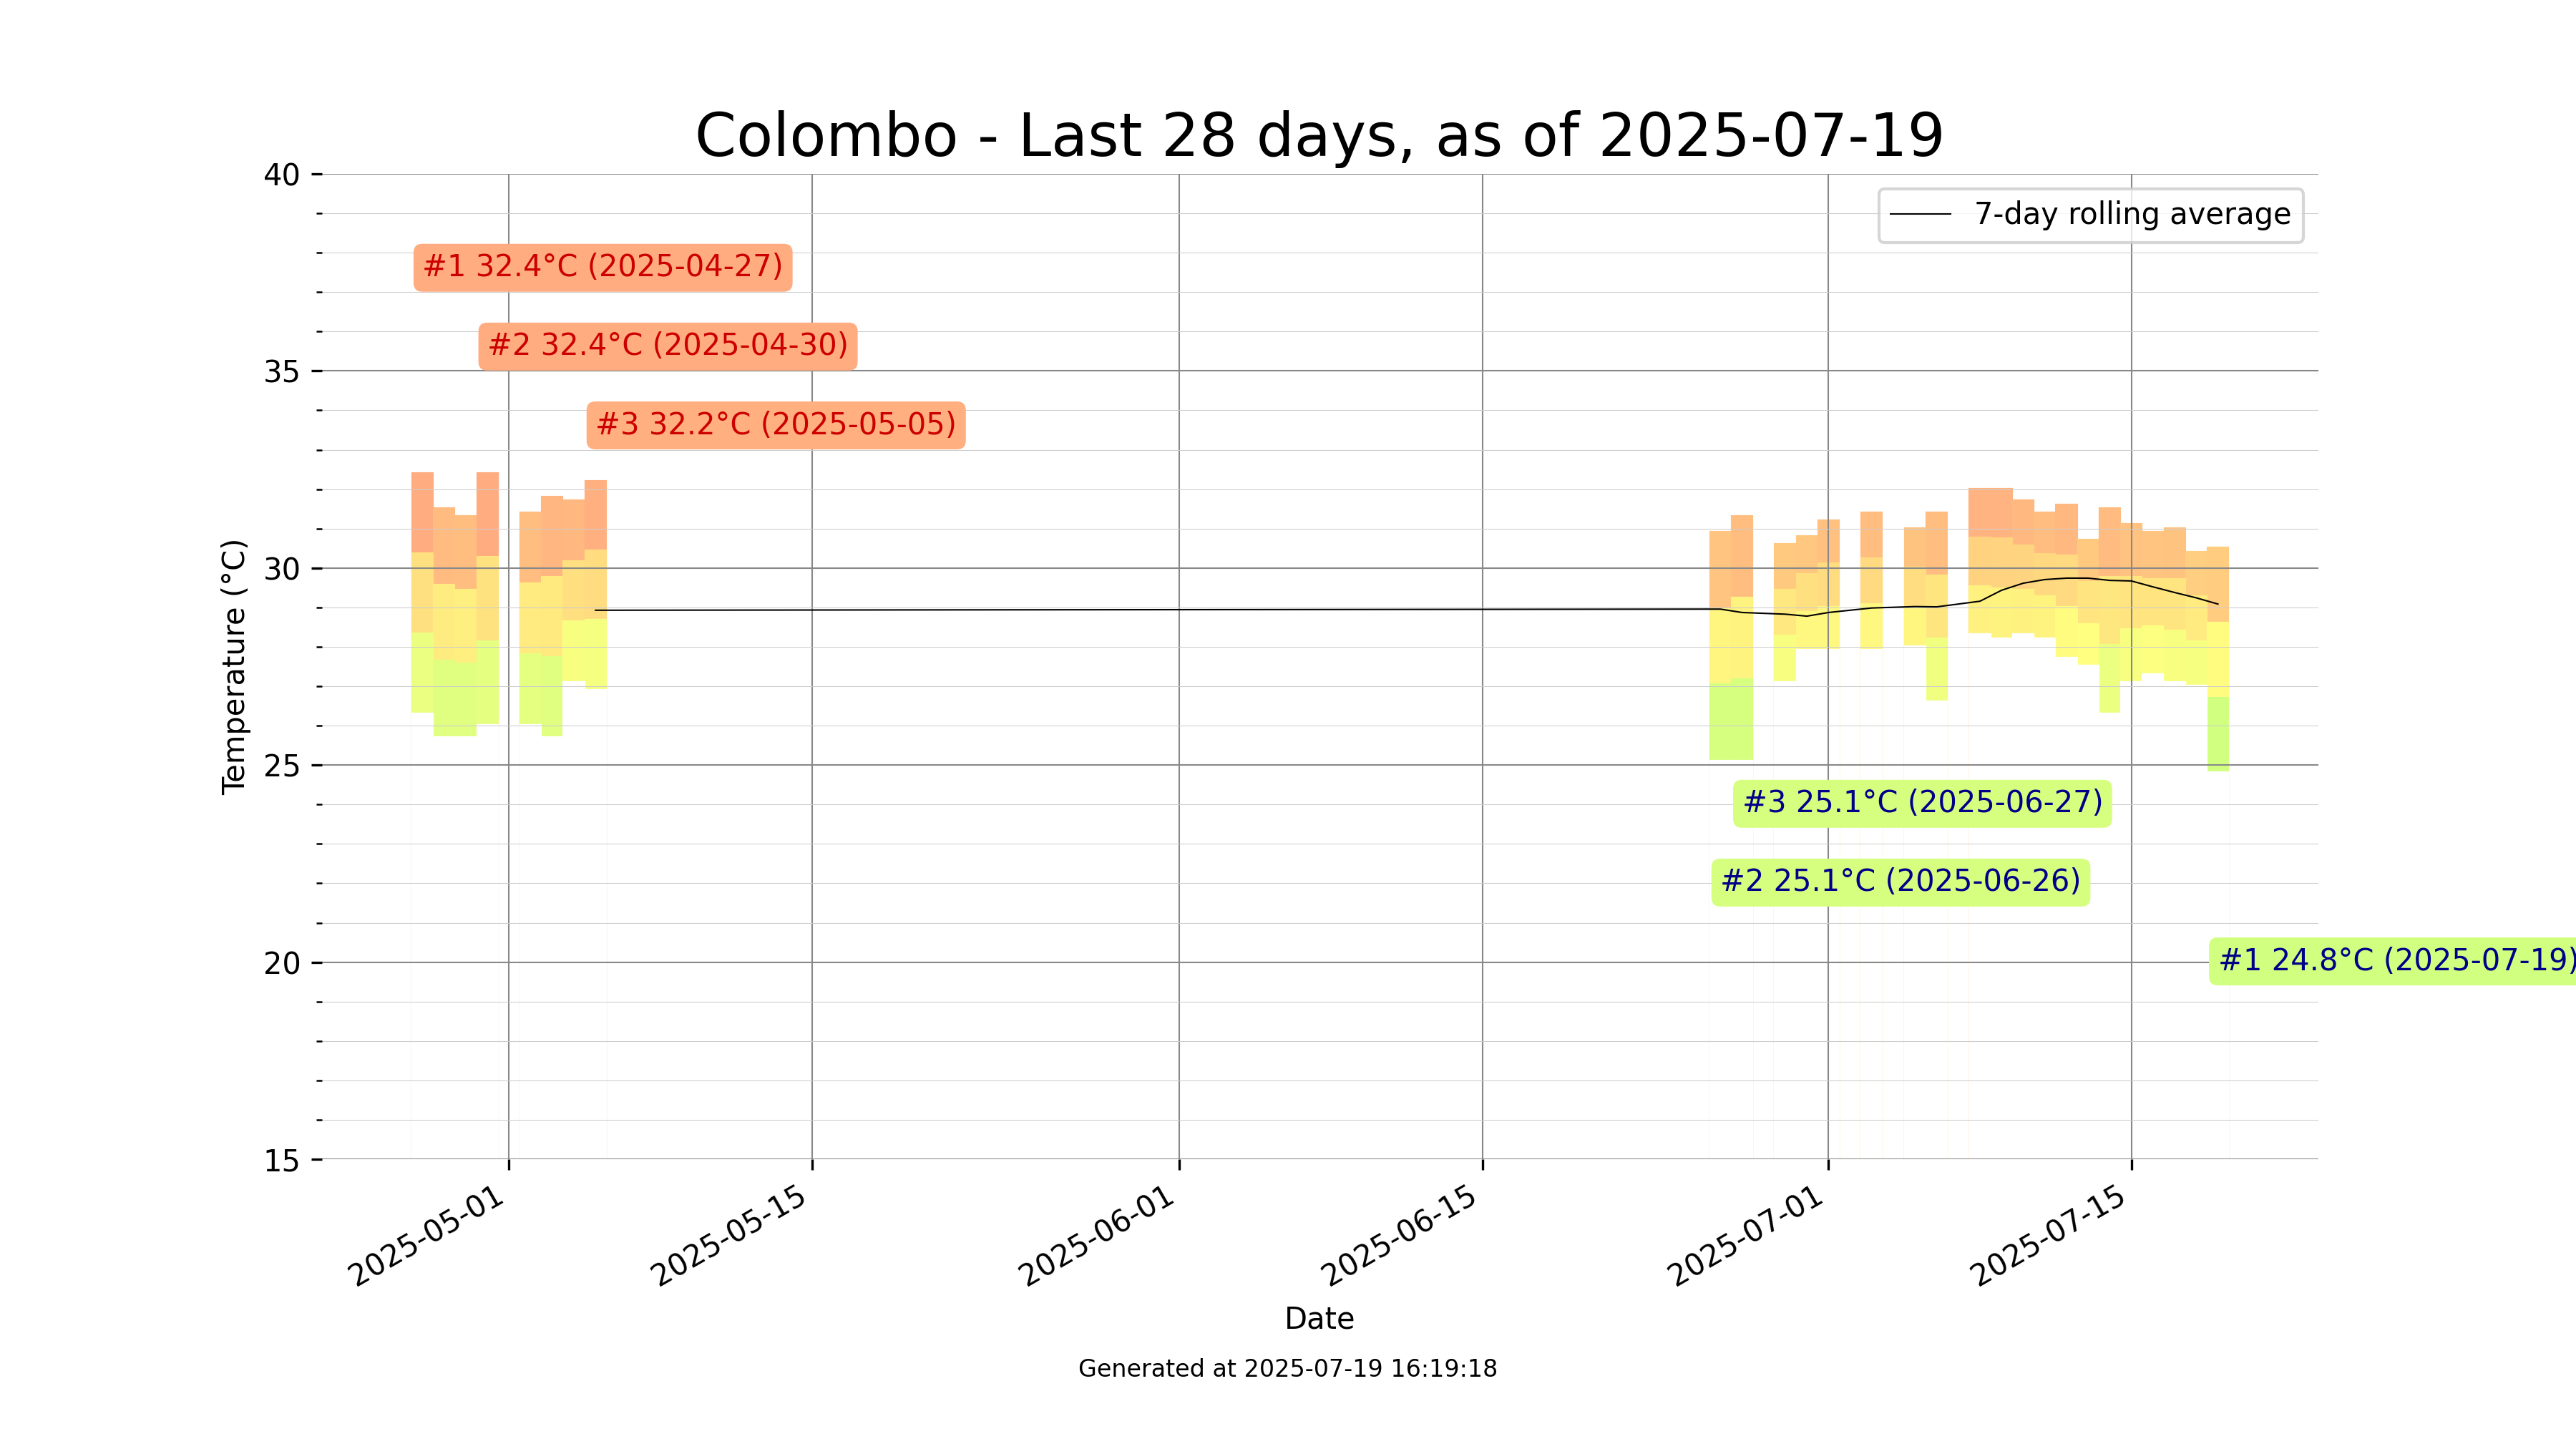 Colombo - Last 28 days, as of 2025-07-19
7-day rolling average
#1 32.4°C (2025-04-27)
#2 32.4°C (2025-04-30)
#3 32.2°C (2025-05-05)
#3 25.1°C (2025-06-27)
#2 25.1°C (2025-06-26)
#1 24.8°C (2025-07-19)
Temperature (°C)
40
35
30
25
20
15
2025-05-01
2025-05-15
2025-06-01
2025-06-15
2025-07-01
2025-07-15
Date
Generated at 2025-07-19 16:19:18